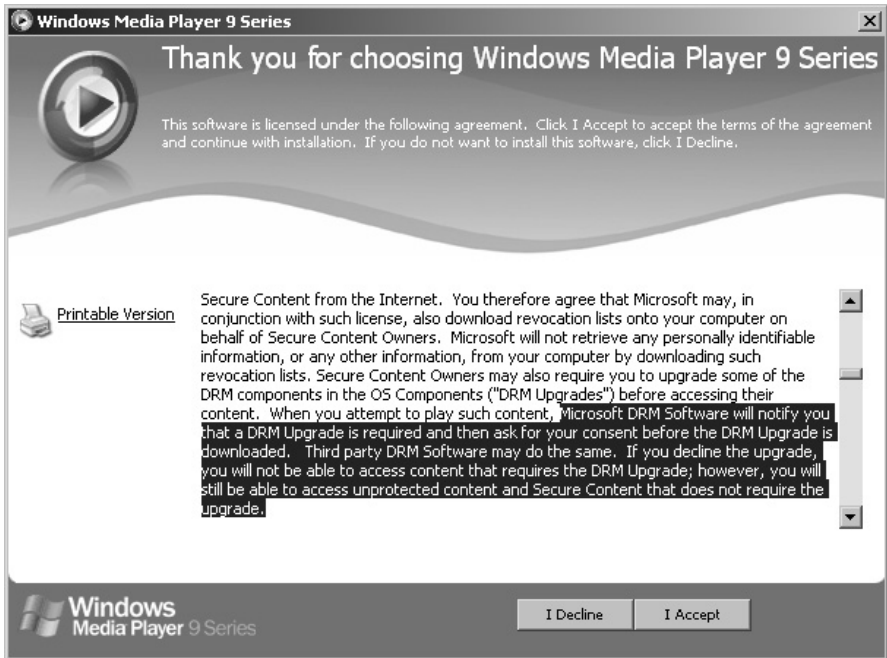 Windows Media Player 9 Series
Thank you for choosing Windows Media Player 9 Series
This software is licensed under the following agreement. Click I Accept to accept the terms of the agreement
and continue with installation. If you do not want to install this software, click I Decline.
Printable Version
Secure Content from the Internet. You therefore agree that Microsoft may, in
conjunction with such license, also download revocation lists onto your computer on
behalf of Secure Content Owners. Microsoft will not retrieve any personally identifiable
information, or any other information, from your computer by downloading such
revocation lists. Secure Content Owners may also require you to upgrade some of the
DRM components in the OS Components ("DRM Upgrades") before accessing their
content. When you attempt to play such content, Microsoft DRM Software will notify you
that a DRM Upgrade is required and then ask for your consent before the DRM Upgrade is
downloaded. Third party DRM Software may do the same. If you decline the upgrade,
you will not be able to access content that requires the DRM Upgrade; however, you will
still be able to access unprotected content and Secure Content that does not require the
upgrade.
Windows
Media Player 9 Series
I Decline
I Accept